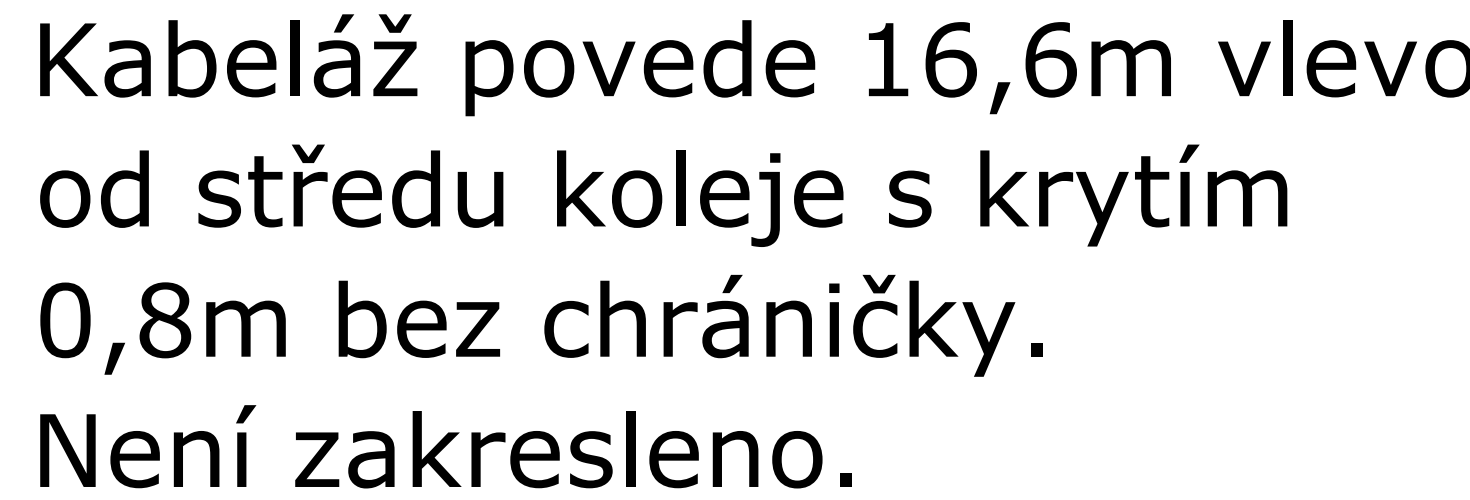 Kabeláž povede 16,6m vlevo
od středu koleje s krytím
0,8m bez chráničky.
Není zakresleno.